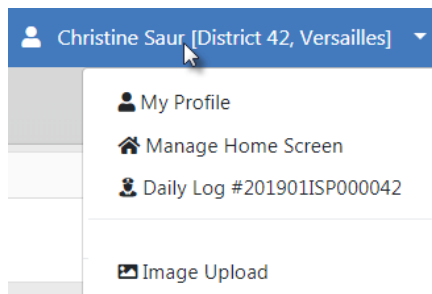 Christine Saur [District 42, Versailles]
My Profile
Manage Home Screen
Daily Log #201901ISP000042
Image Upload